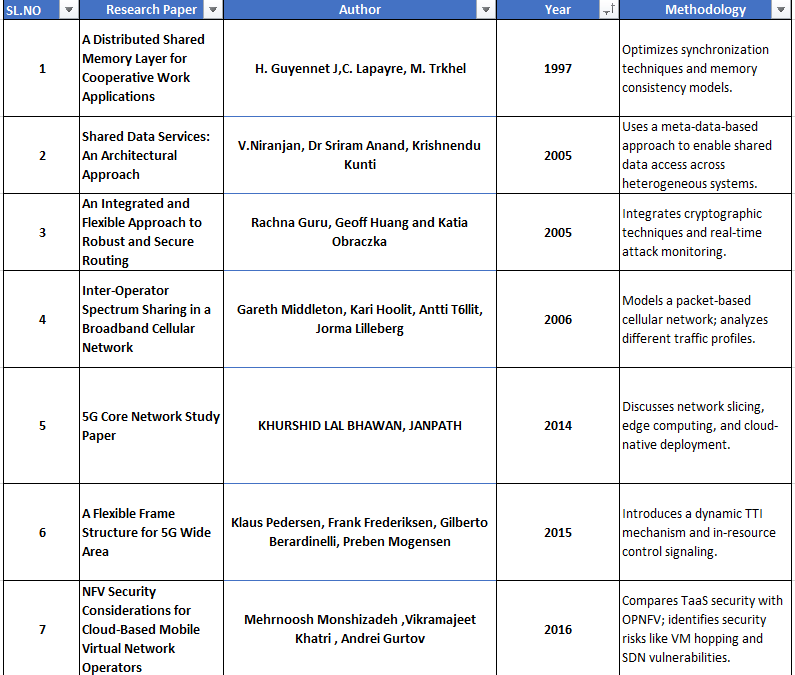 SL.NO Research Paper Author Year Methodology
1
A Distributed Shared
Memory Layer for
Cooperative Work
Applications
H. Guyennet J,C. Lapayre, M. Trkhel
1997
Optimizes synchronization
techniques and memory
consistency models.
2
Shared Data Services:
An Architectural
Approach
V.Niranjan, Dr Sriram Anand, Krishnendu
Kunti
2005
Uses a meta-data-based
approach to enable shared
data access across
heterogeneous systems.
3
An Integrated and
Flexible Approach to
Robust and Secure
Routing
Rachna Guru, Geoff Huang and Katia
Obraczka
2005
Integrates cryptographic
techniques and real-time
attack monitoring.
4
Inter-Operator
Spectrum Sharing in a
Broadband Cellular
Network
Gareth Middleton, Kari Hoolit, Antti T6llit,
Jorma Lilleberg
2006
Models a packet-based
cellular network; analyzes
different traffic profiles.
5
5G Core Network Study
Paper
KHURSHID LAL BHAWAN, JANPATH
2014
Discusses network slicing,
edge computing, and cloud-
native deployment.
6
A Flexible Frame
Structure for 5G Wide
Area
Klaus Pedersen, Frank Frederiksen, Gilberto
Berardinelli, Preben Mogensen
2015
Introduces a dynamic TTI
mechanism and in-resource
control signaling.
7
NFV Security
Considerations for
Cloud-Based Mobile
Virtual Network
Operators
Mehrnoosh Monshizadeh ,Vikramajeet
Khatri , Andrei Gurtov
2016
Compares TaaS security with
OPNFV; identifies security
risks like VM hopping and
SDN vulnerabilities.